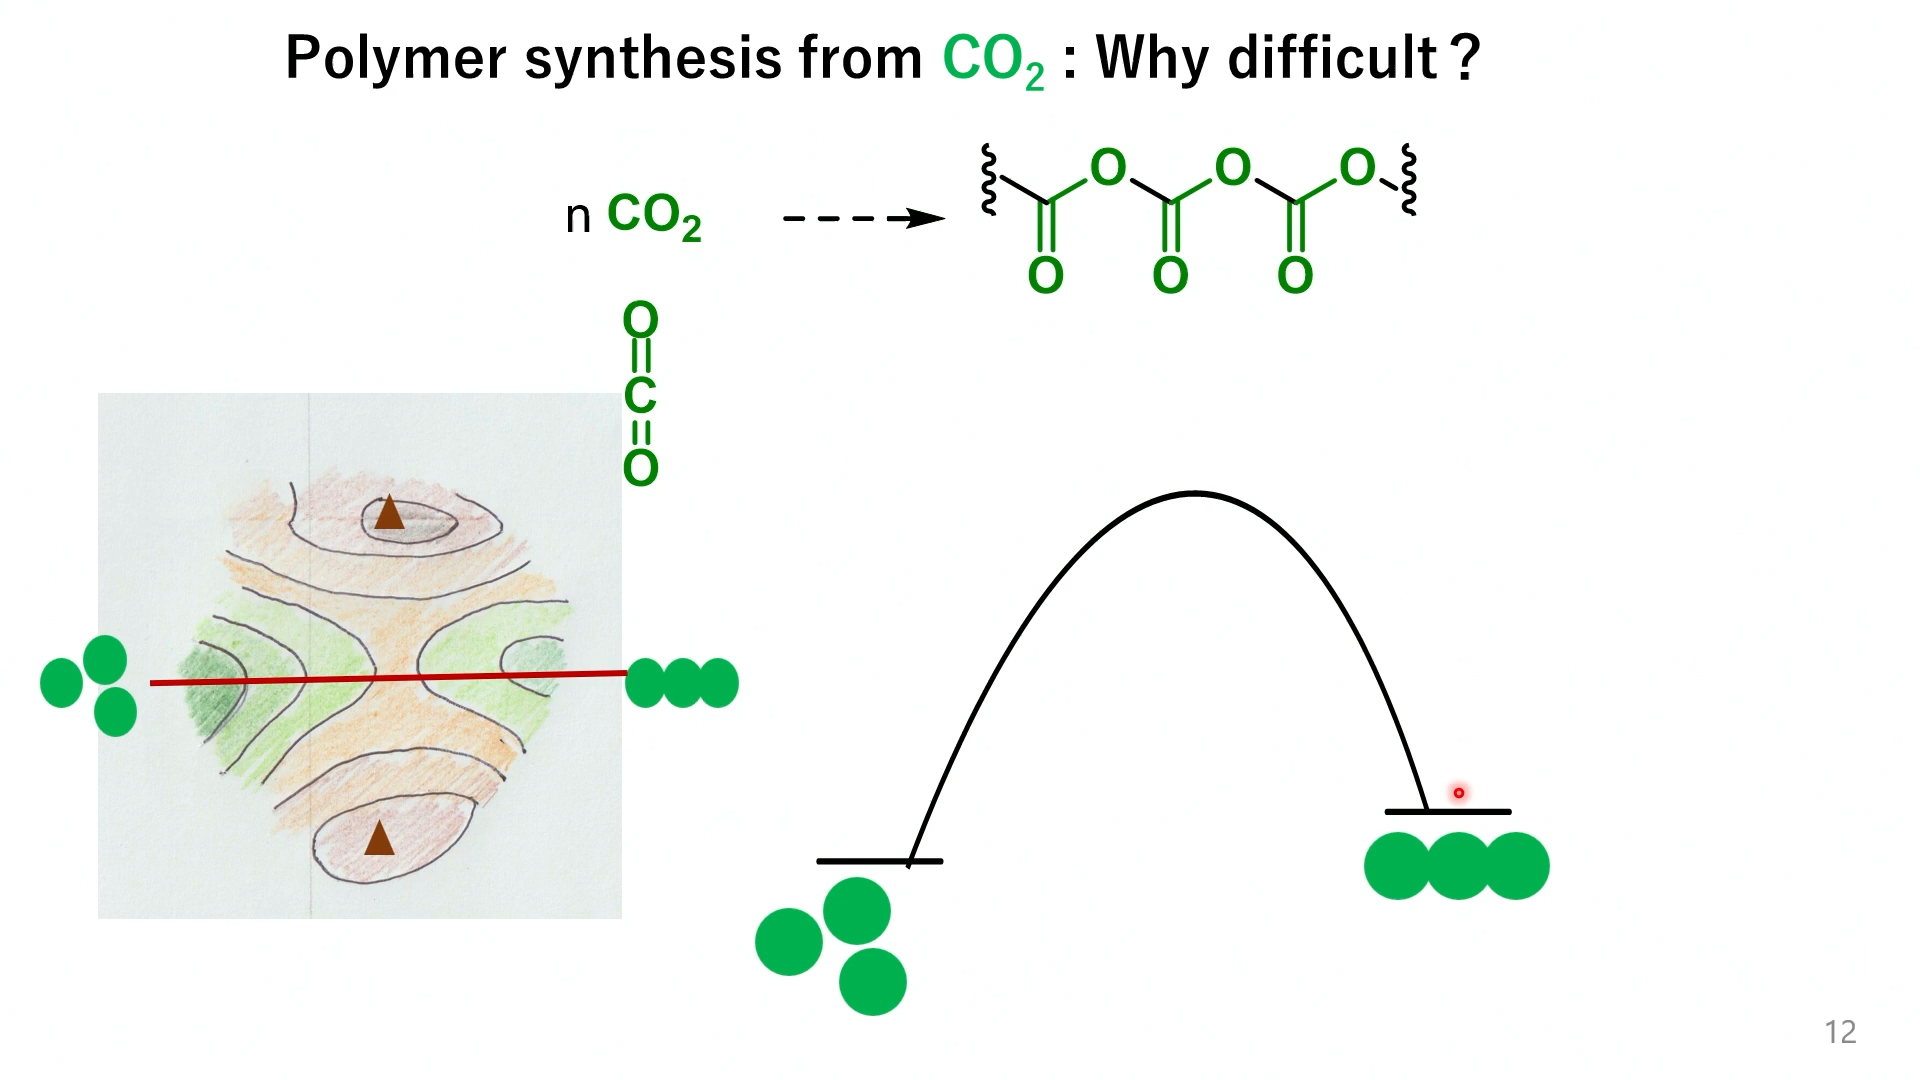 Polymer synthesis from CO₂ : Why difficult ?
n CO₂
O O O
O O O
O
C
O
12